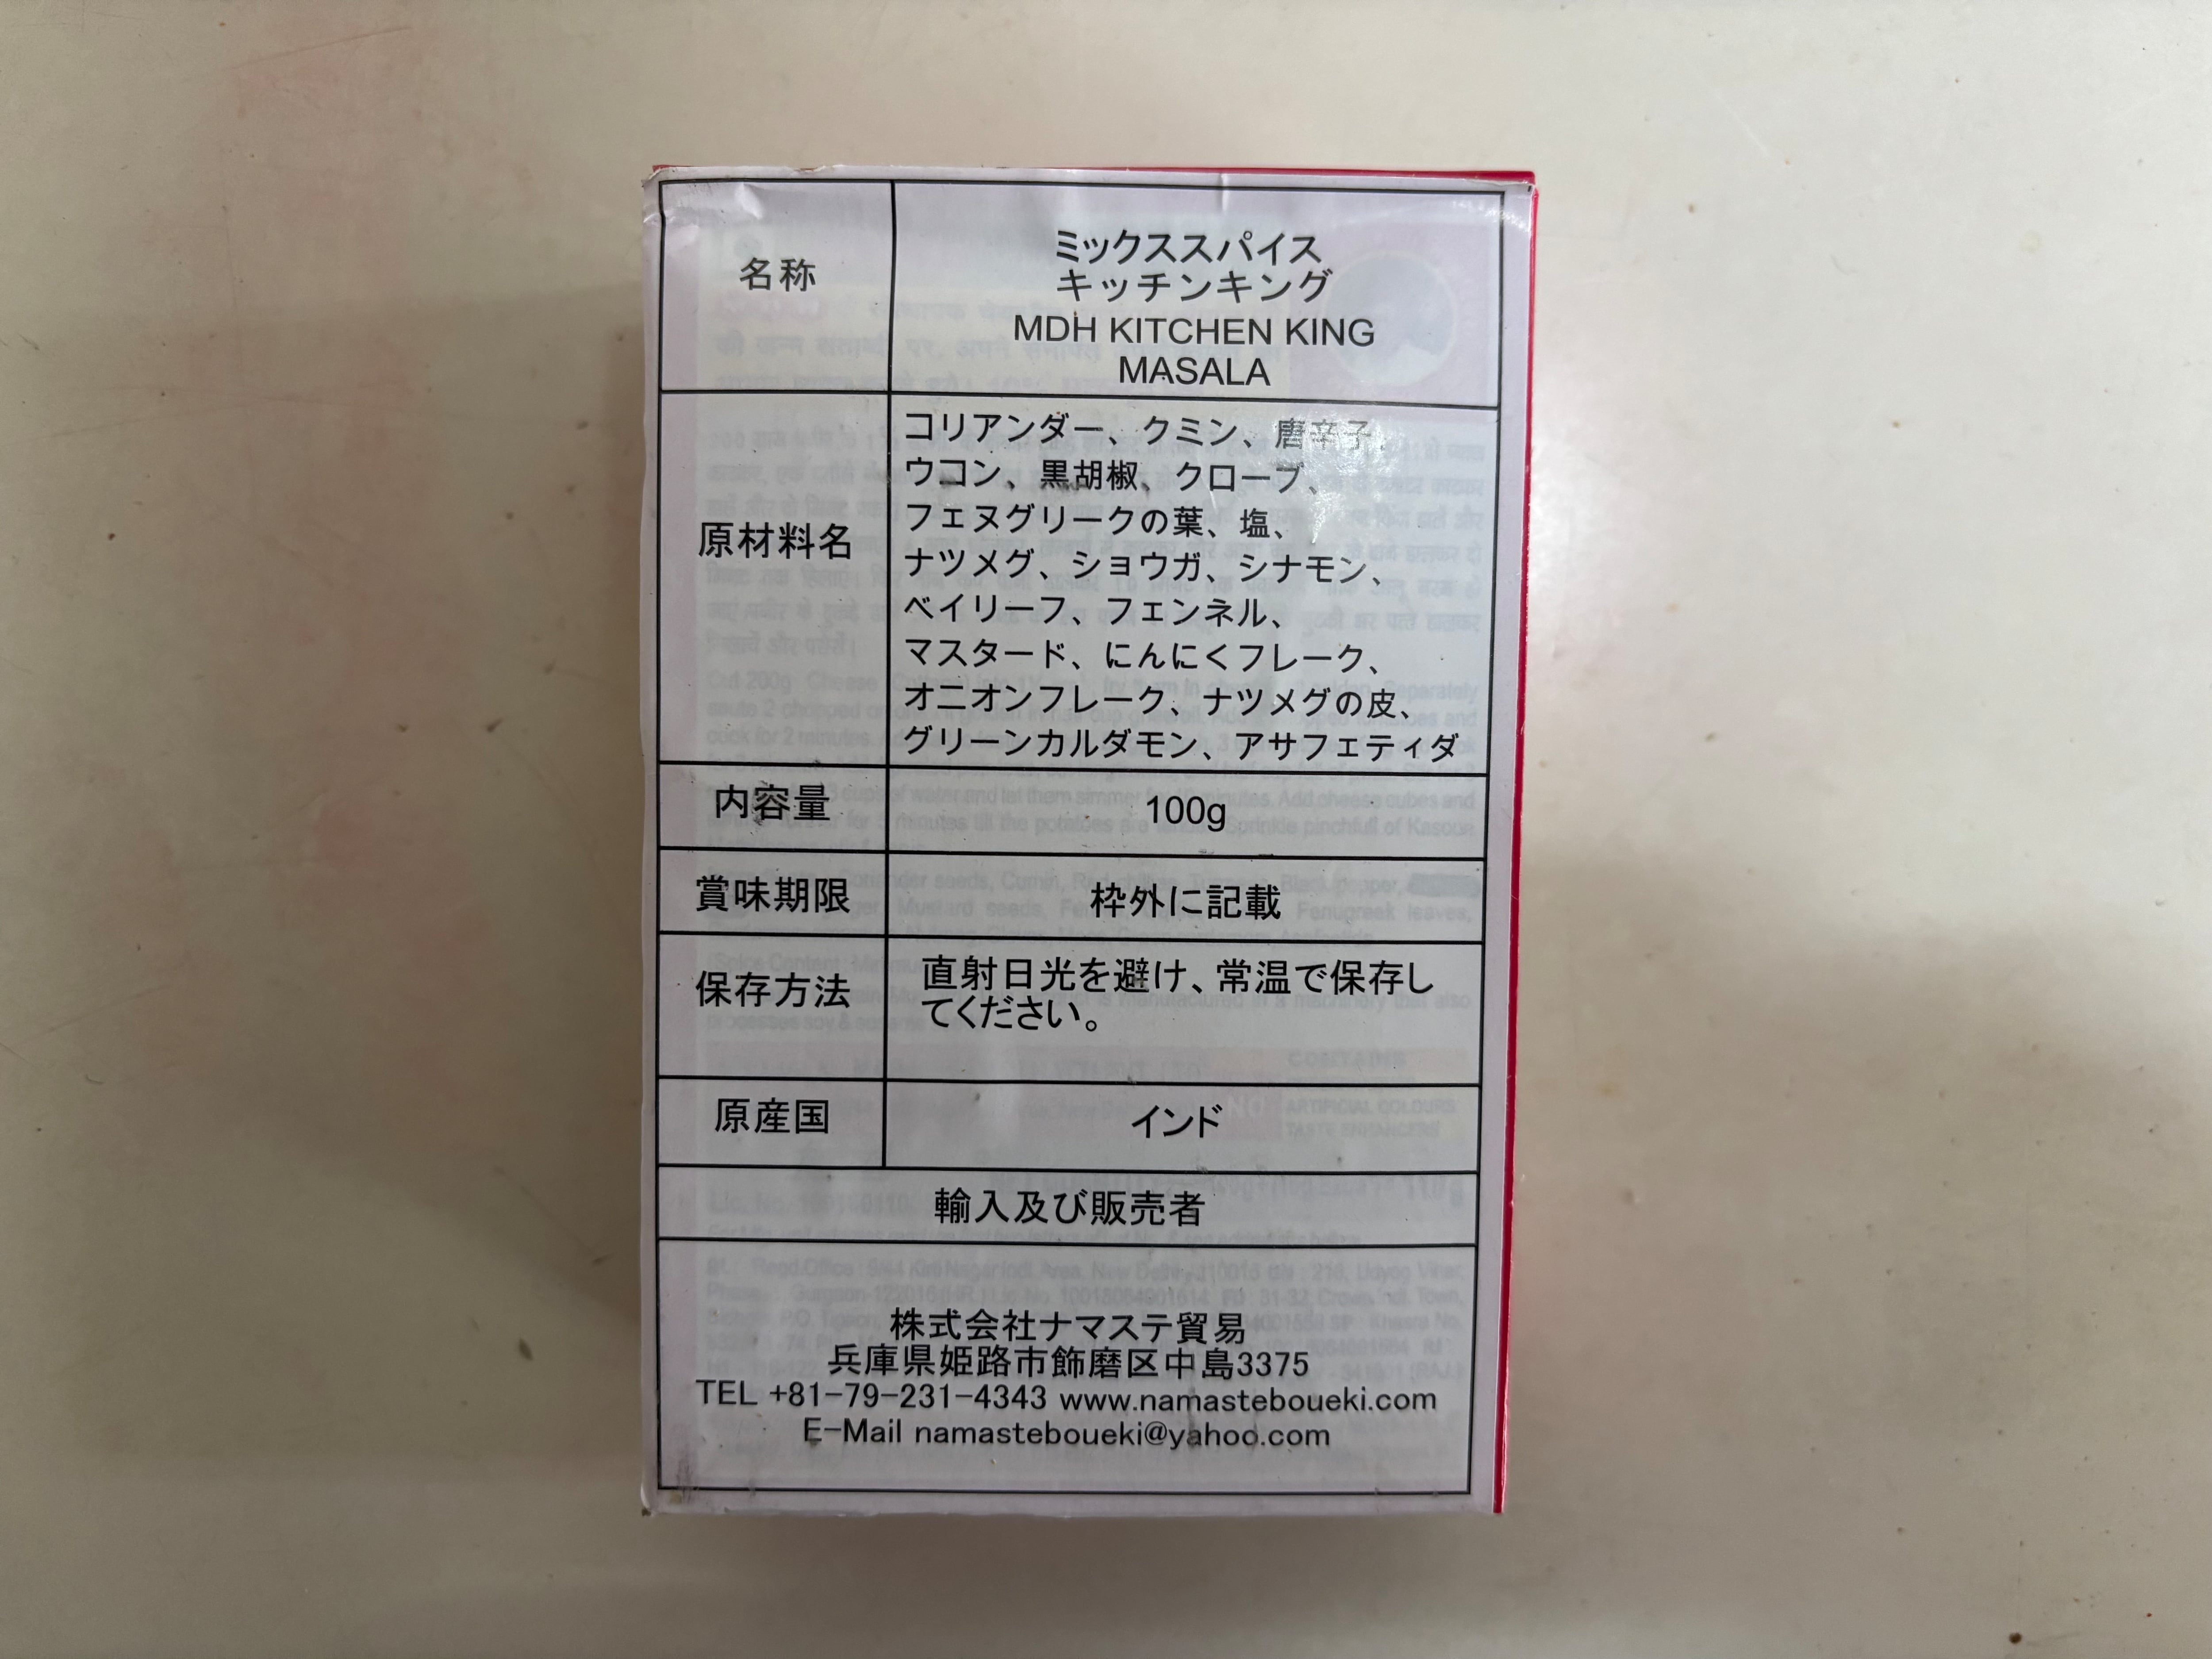 名称
ミックススパイス
キッチンキング
MDH KITCHEN KING
MASALA
原材料名
コリアンダー、クミン、唐辛子、
ウコン、黒胡椒、クローブ、
フェヌグリークの葉、塩、
ナツメグ、ショウガ、シナモン、
ベイリーフ、フェンネル、
マスタード、にんにくフレーク、
オニオンフレーク、ナツメグの皮、
グリーンカルダモン、アサフェティダ
内容量
100g
賞味期限
枠外に記載
保存方法
直射日光を避け、常温で保存し
てください。
原産国
インド
輸入及び販売者
株式会社ナマステ貿易
兵庫県姫路市飾磨区中島3375
TEL +81-79-231-4343 www.namasteboueki.com
E-Mail namasteboueki@yahoo.com